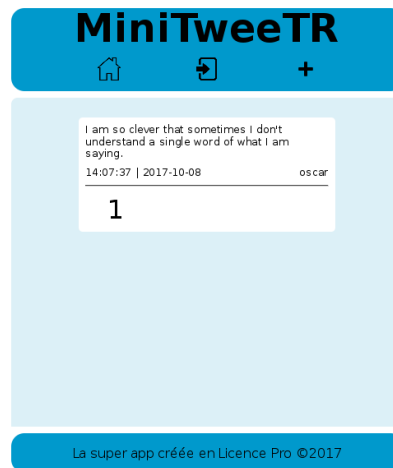 MiniTweeTR
+
I am so clever that sometimes I don't
understand a single word of what I am
saying.
14:07:37 | 2017-10-08 oscar
1
La super app créée en Licence Pro ©2017